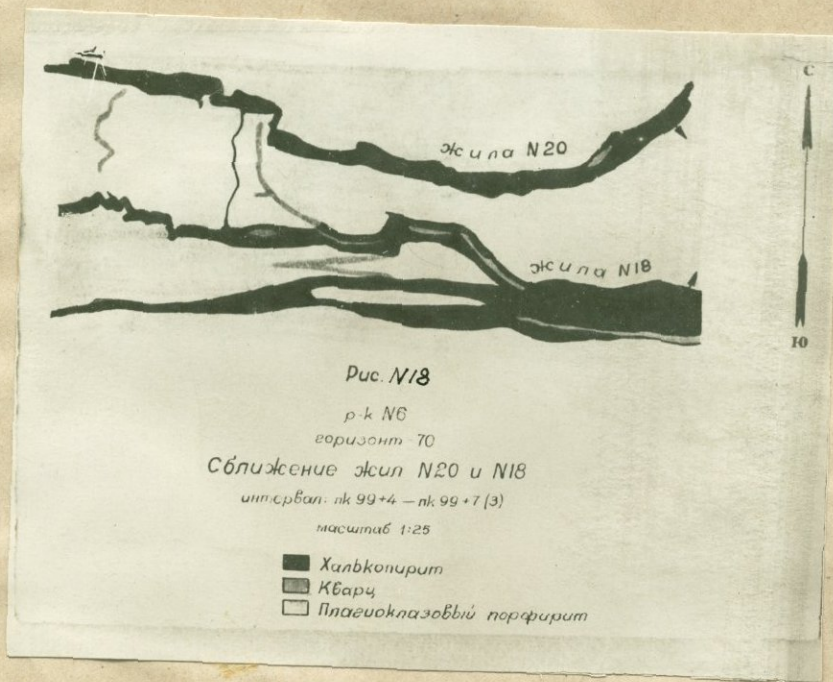 С
жила N20
жила N18
Ю
Рис. N18
р-к N6
горизонт 70
Сближение жил N20 и N18
интервал: пк 99+4 — пк 99+7 (3)
масштаб 1:25
Халькопирит
Кварц
Плагиоклазовый порфирит